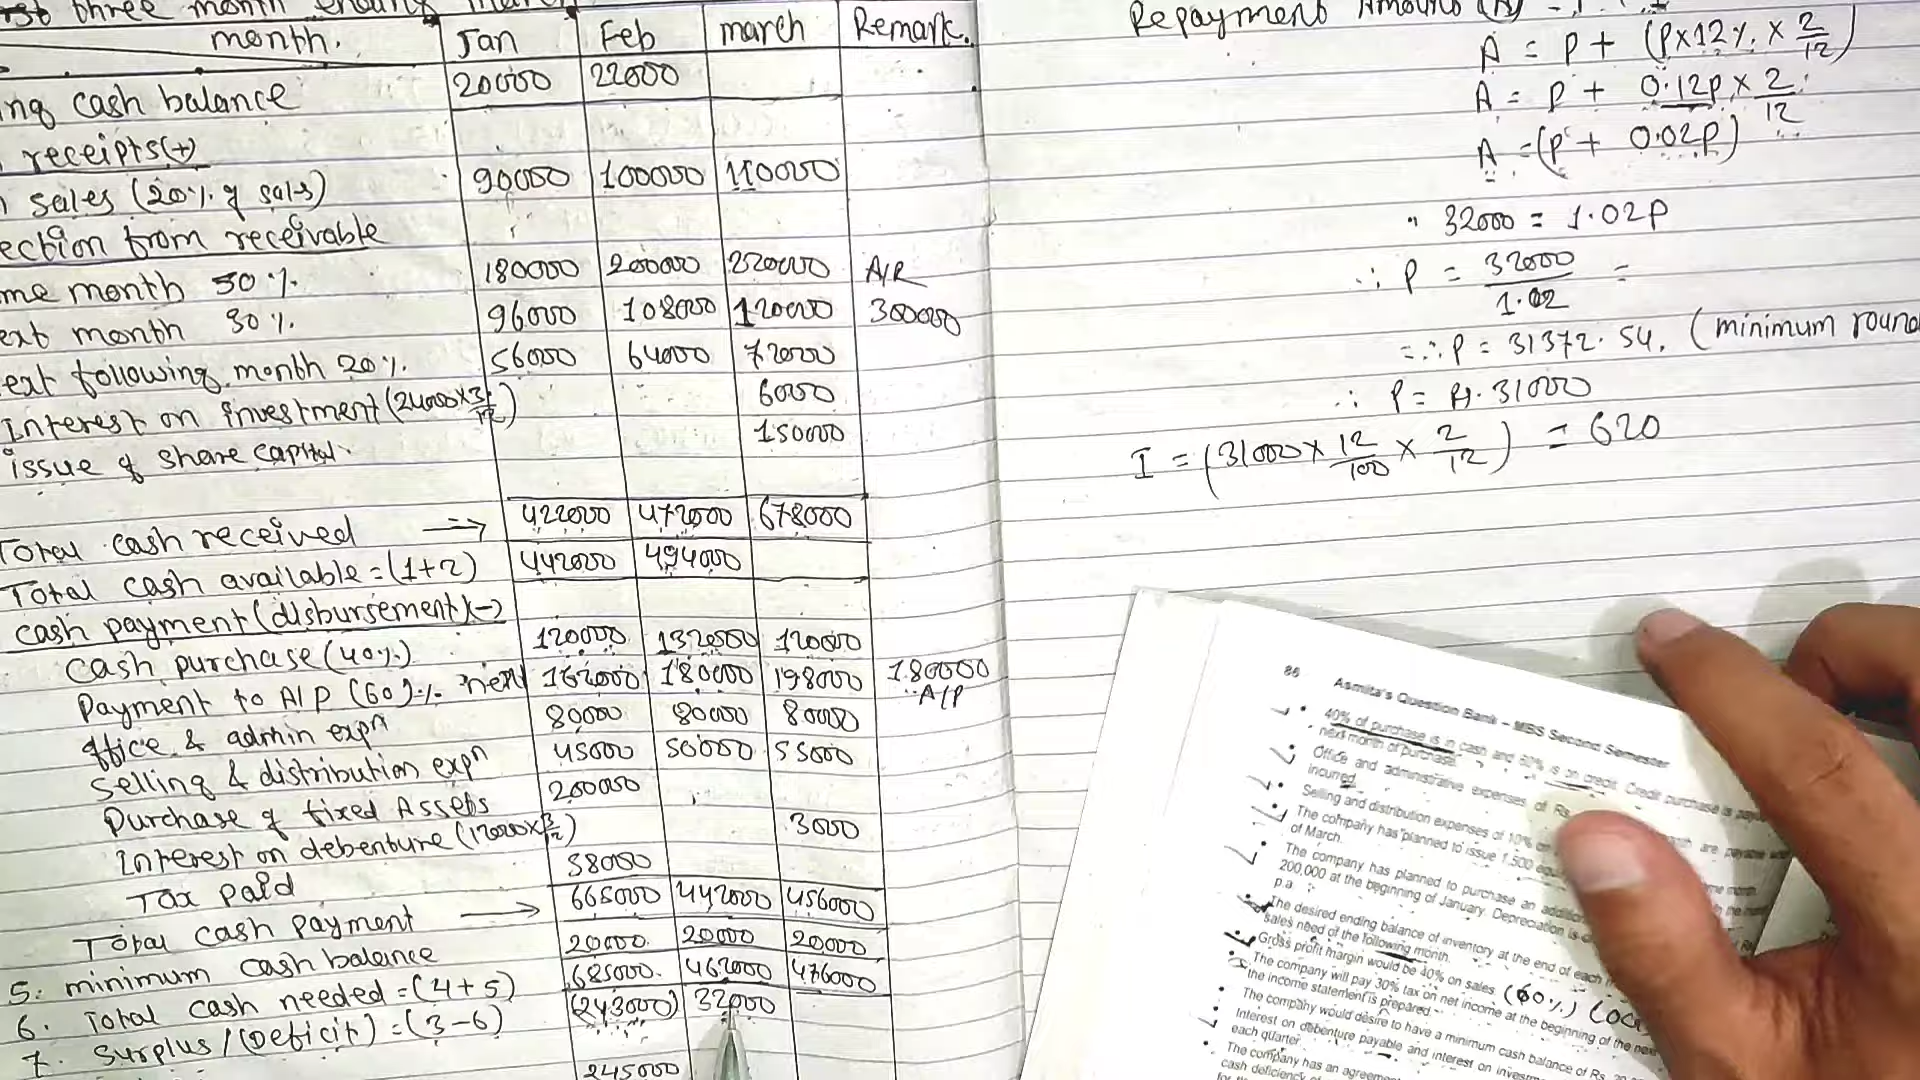 three month ending
month. Jan Feb march Remark.
ng cash balance 20000 22000
receipts(+)
sales (20% of sales) 90000 100000 110000
ection from receivable
me month 50%. 180000 200000 220000 A/R
ext month 30%. 96000 108000 120000 300000
ext following month 20%. 56000 64000 72000
Interest on investment (24000×3/12) 6000
issue of share capital. 150000
Total cash received → 422000 472000 678000
Total cash available = (1+2) 442000 494000
cash payment (disbursement)(-)
cash purchase (40%) 120000 132000 120000
Payment to A/P (60)% next 162000 180000 198000 180000 A/P
office & admin expn 80000 80000 80000
selling & distribution expn 45000 50000 55000
Purchase of fixed Assets 200000
Interest on debenture (12000×3/12) 3000
Tax paid 58000
Total cash payment → 665000 442000 456000
5. minimum cash balance 20000. 20000 20000
6. Total cash needed = (4+5) 685000. 462000 476000
7. Surplus/(Deficit) = (3-6) (243000) 32000
245000
Repayment Amount (A)
A = P + (P×12%. × 2/12)
A = P + 0.12P × 2/12
A = (P + 0.02P)
32000 = 1.02P
∴ P = 32000/1.02 =
=∴ P = 31372.54. (minimum round
∴ P = Rs. 31000
I = (31000 × 12/100 × 2/12) = 620
86 Asmita's Question Bank – MBS Second Semester
40% of purchase is in cash and 60% is on credit. Credit purchase is
next month of purchase.
Office and administrative expenses of Rs. are payable
incurred.
Selling and distribution expenses of 10% on
The company has planned to issue 1,500
of March.
The company has planned to purchase an
200,000 at the beginning of January. Depreciation is
p.a
The desired ending balance of inventory at the end of each
sales need of the following month.
Gross profit margin would be 40% on sales. (60%)
The company will pay 30% tax on net income at the beginning of the
the income statement is prepared.
The company would desire to have a minimum cash balance of Rs.
Interest on debenture payable and interest on
each quarter
The company has an
cash deficiency